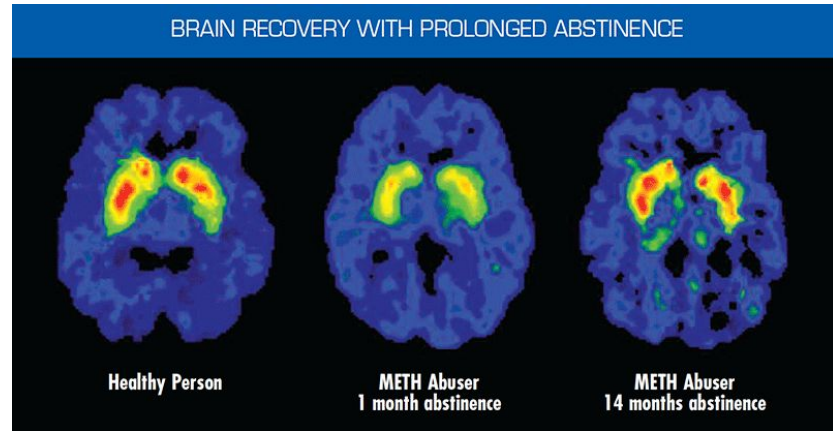 BRAIN RECOVERY WITH PROLONGED ABSTINENCE
Healthy Person
METH Abuser
1 month abstinence
METH Abuser
14 months abstinence